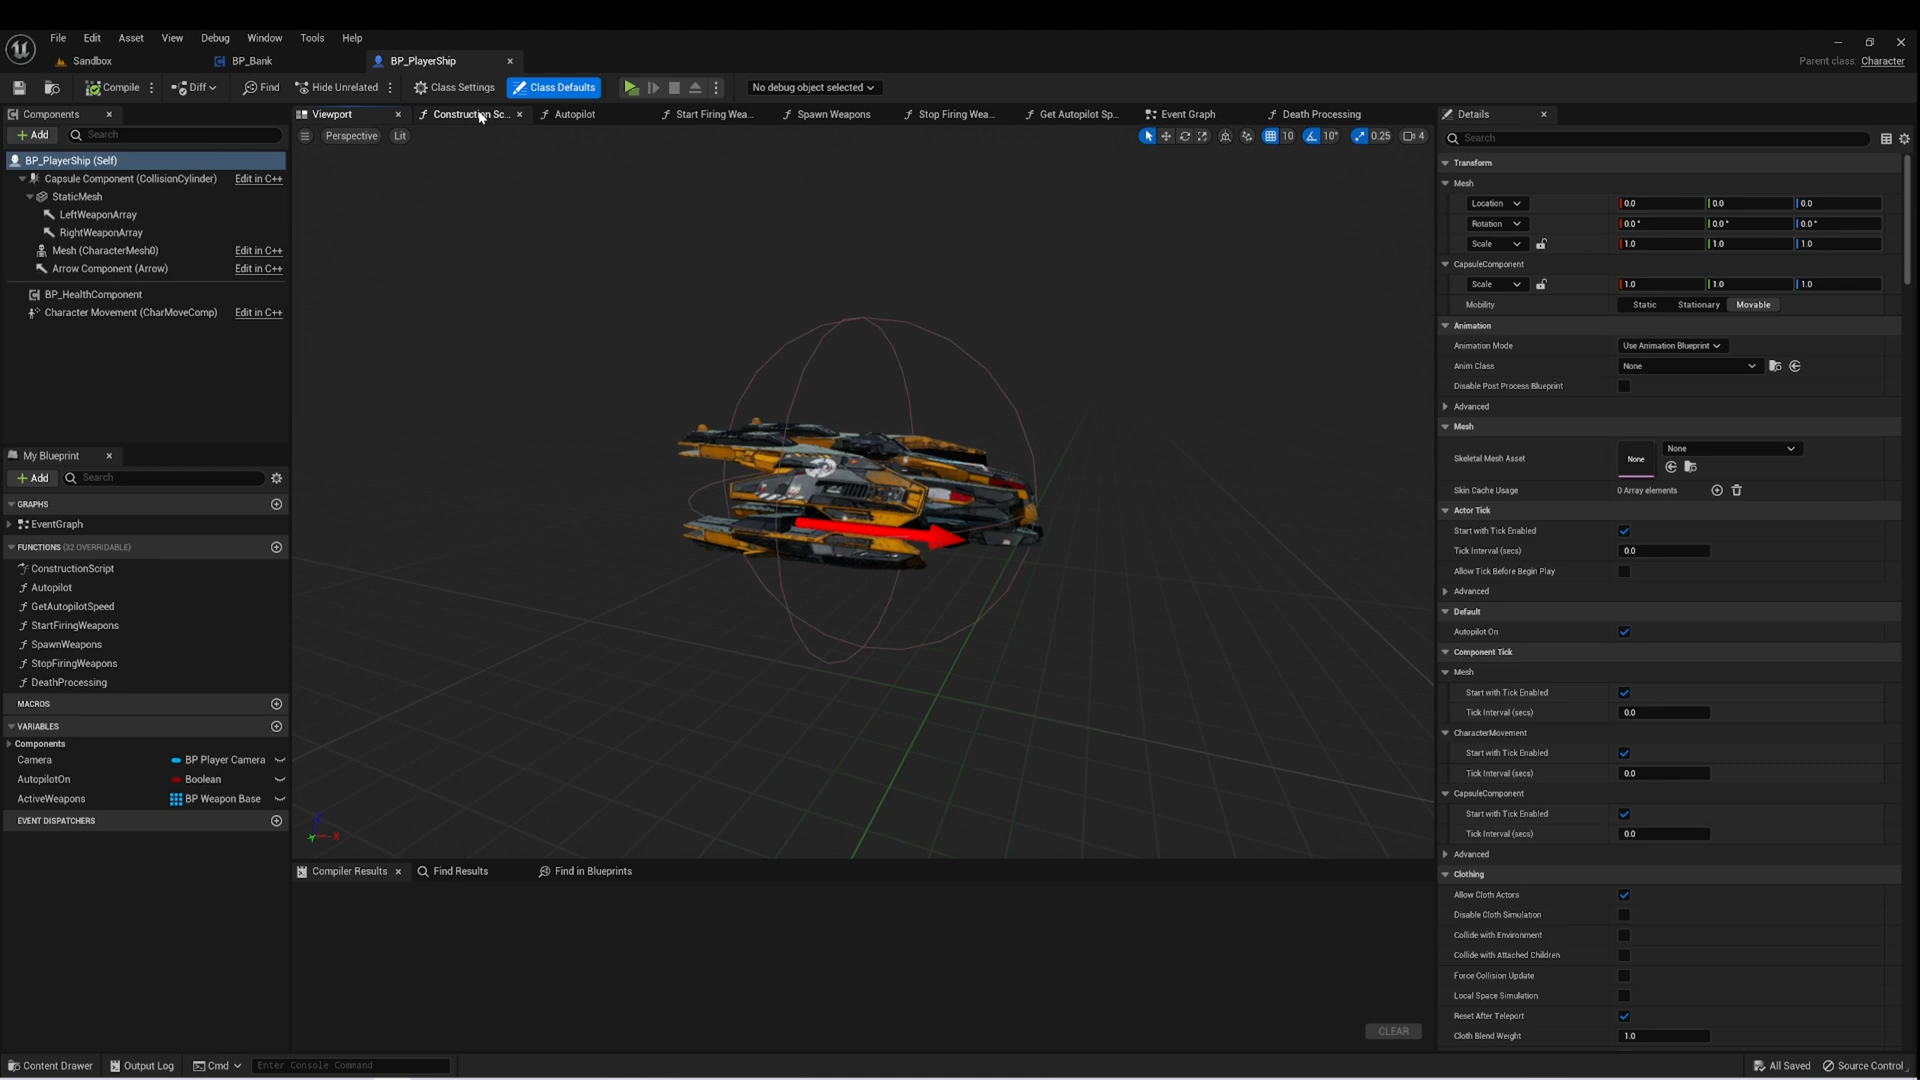 File Edit Asset View Debug Window Tools Help
Sandbox BP_Bank BP_PlayerShip
Parent class: Character
Compile Diff Find Hide Unrelated Class Settings Class Defaults No debug object selected
Components
Add Search
BP_PlayerShip (Self)
Capsule Component (CollisionCylinder) Edit in C++
StaticMesh
LeftWeaponArray
RightWeaponArray
Mesh (CharacterMesh0) Edit in C++
Arrow Component (Arrow) Edit in C++
BP_HealthComponent
Character Movement (CharMoveComp) Edit in C++
My Blueprint
Add Search
GRAPHS
EventGraph
FUNCTIONS (32 OVERRIDABLE)
ConstructionScript
Autopilot
GetAutopilotSpeed
StartFiringWeapons
SpawnWeapons
StopFiringWeapons
DeathProcessing
MACROS
VARIABLES
Components
Camera BP Player Camera
AutopilotOn Boolean
ActiveWeapons BP Weapon Base
EVENT DISPATCHERS
Viewport Construction Sc... Autopilot Start Firing Wea... Spawn Weapons Stop Firing Wea... Get Autopilot Sp... Event Graph Death Processing
Perspective Lit 10 10° 0.25 4
X
Compiler Results Find Results Find in Blueprints
CLEAR
Details
Search
Transform
Mesh
Location 0.0 0.0 0.0
Rotation 0.0° 0.0° 0.0°
Scale 1.0 1.0 1.0
CapsuleComponent
Scale 1.0 1.0 1.0
Mobility Static Stationary Movable
Animation
Animation Mode Use Animation Blueprint
Anim Class None
Disable Post Process Blueprint
Advanced
Mesh
Skeletal Mesh Asset None None
Skin Cache Usage 0 Array elements
Actor Tick
Start with Tick Enabled
Tick Interval (secs) 0.0
Allow Tick Before Begin Play
Advanced
Default
Autopilot On
Component Tick
Mesh
Start with Tick Enabled
Tick Interval (secs) 0.0
CharacterMovement
Start with Tick Enabled
Tick Interval (secs) 0.0
CapsuleComponent
Start with Tick Enabled
Tick Interval (secs) 0.0
Advanced
Clothing
Allow Cloth Actors
Disable Cloth Simulation
Collide with Environment
Collide with Attached Children
Force Collision Update
Local Space Simulation
Reset After Teleport
Cloth Blend Weight 1.0
Content Drawer Output Log Cmd Enter Console Command All Saved Source Control